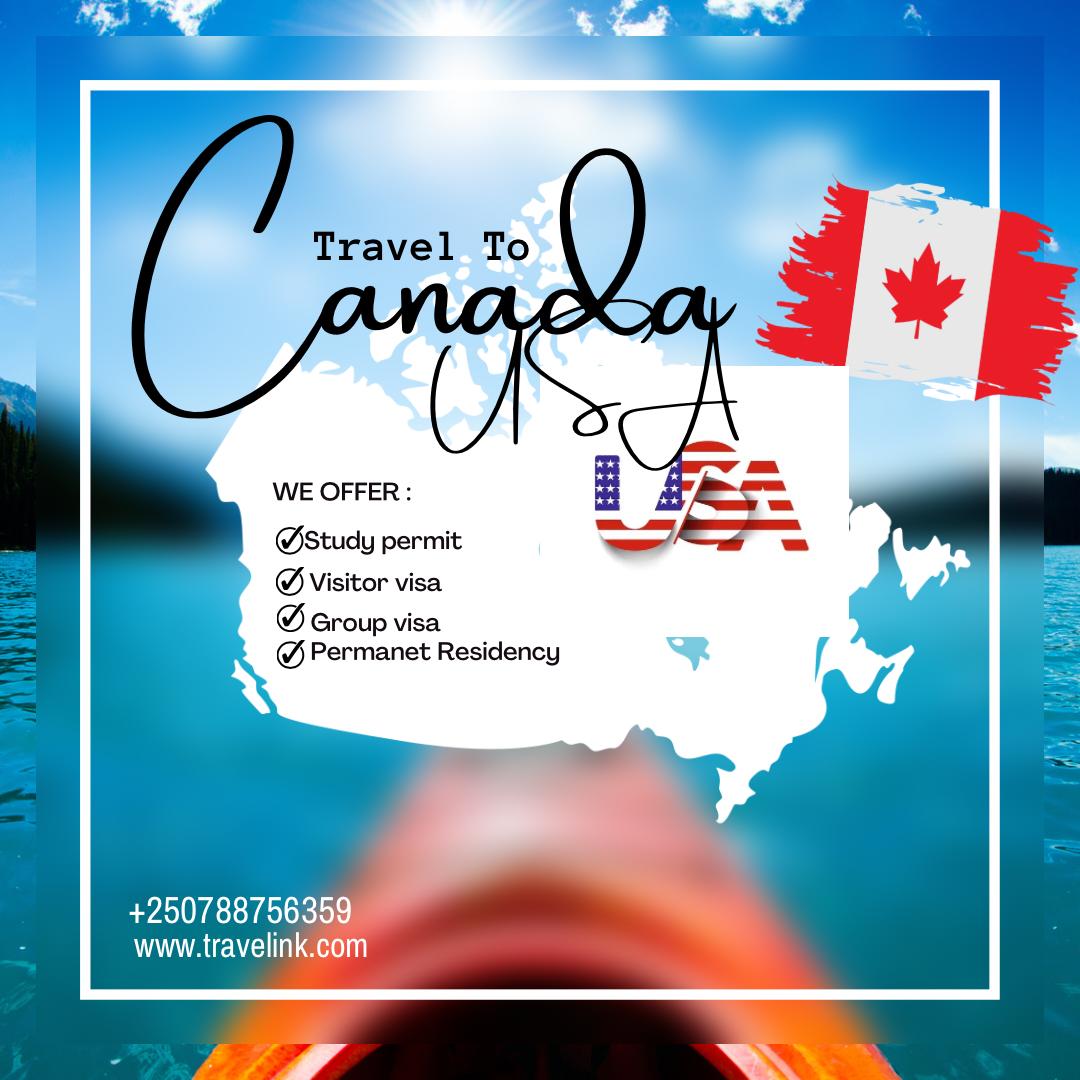 Travel To
Canada
USA
USA
WE OFFER :
Study permit
Visitor visa
Group visa
Permanet Residency
+250788756359
www.travelink.com